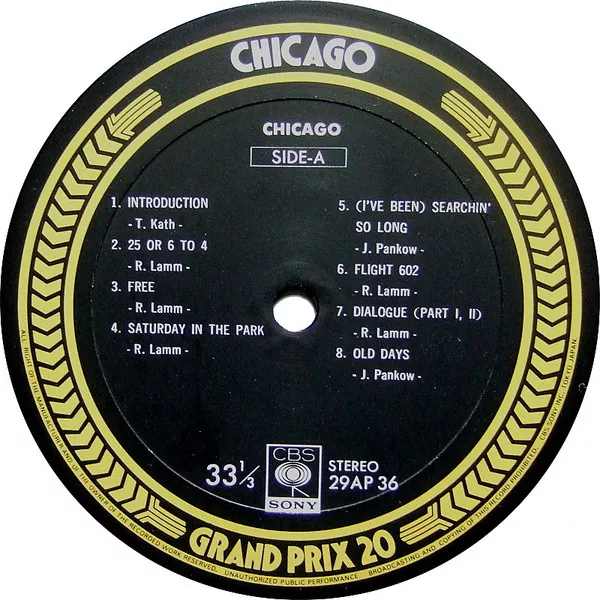 CHICAGO
CHICAGO
SIDE-A
1. INTRODUCTION
- T. Kath -
2. 25 OR 6 TO 4
- R. Lamm -
3. FREE
- R. Lamm -
4. SATURDAY IN THE PARK
- R. Lamm -
5. (I'VE BEEN) SEARCHIN'
SO LONG
- J. Pankow -
6. FLIGHT 602
- R. Lamm -
7. DIALOGUE (PART I, II)
- R. Lamm -
8. OLD DAYS
- J. Pankow -
33 1/3
CBS
SONY
STEREO
29AP 36
GRAND PRIX 20
ALL RIGHT OF THE MANUFACTURER AND OF THE OWNER OF THE RECORDED WORK RESERVED. UNAUTHORIZED PUBLIC PERFORMANCE, BROADCASTING AND COPYING OF THIS RECORD PROHIBITED. CBS·SONY INC. TOKYO JAPAN.